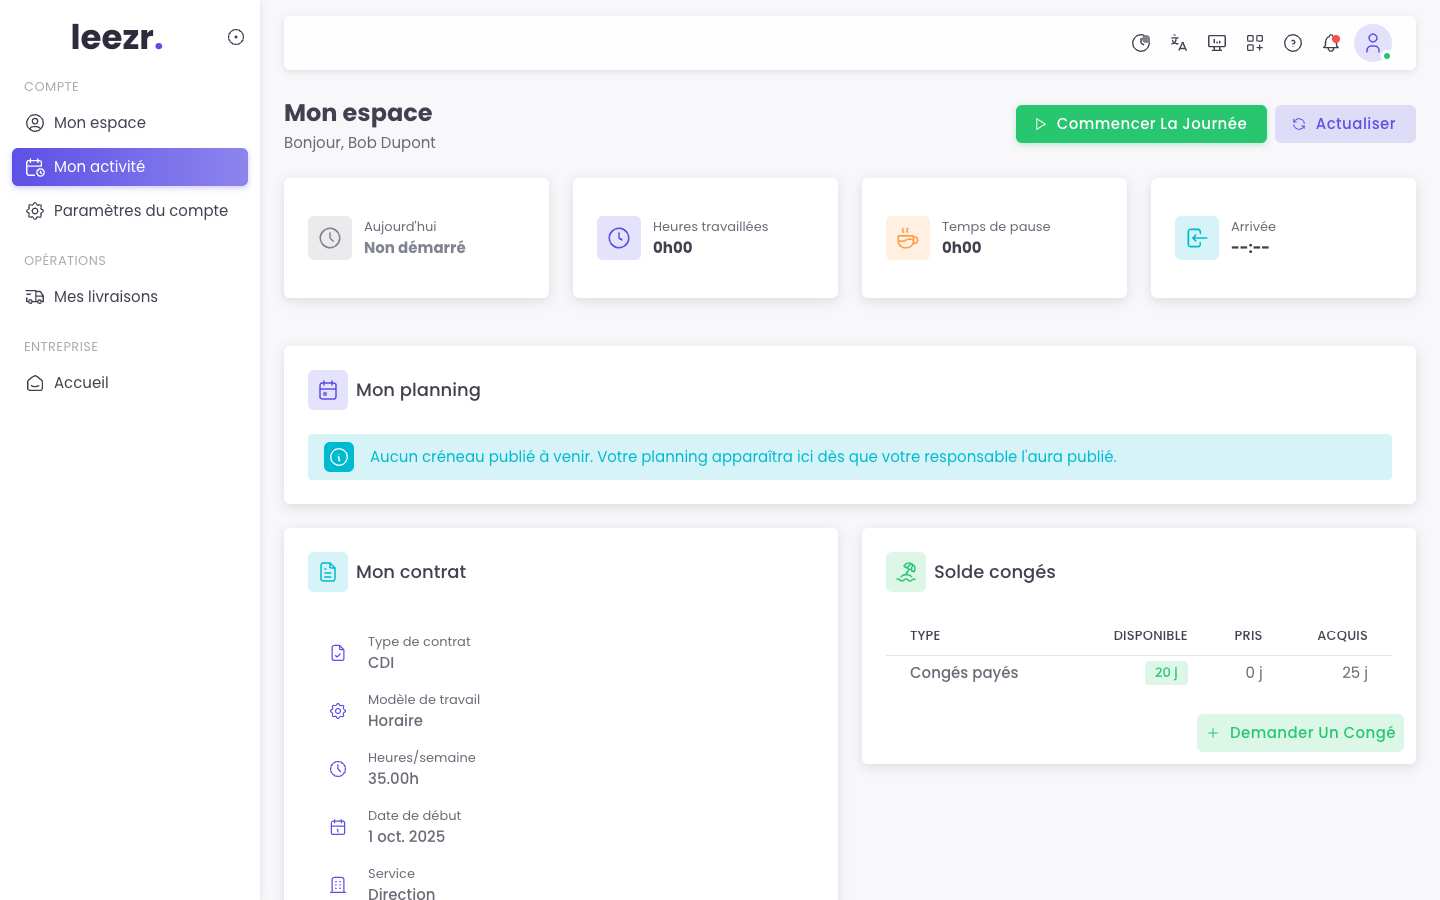 leezr.
COMPTE
Mon espace
Mon activité
Paramètres du compte
OPÉRATIONS
Mes livraisons
ENTREPRISE
Accueil
Mon espace
Bonjour, Bob Dupont
Commencer La Journée
Actualiser
Aujourd'hui
Non démarré
Heures travaillées
0h00
Temps de pause
0h00
Arrivée
--:--
Mon planning
Aucun créneau publié à venir. Votre planning apparaîtra ici dès que votre responsable l'aura publié.
Mon contrat
Type de contrat
CDI
Modèle de travail
Horaire
Heures/semaine
35.00h
Date de début
1 oct. 2025
Service
Direction
Solde congés
TYPE DISPONIBLE PRIS ACQUIS
Congés payés 20 j 0 j 25 j
Demander Un Congé